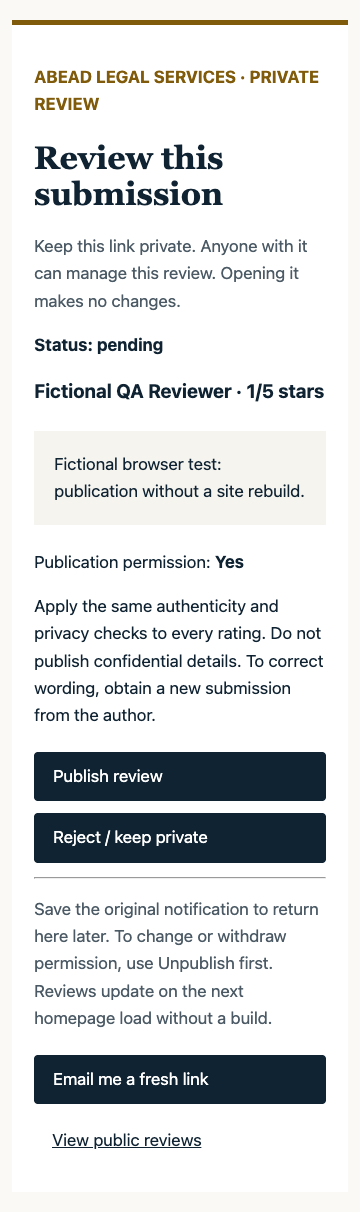 ABEAD LEGAL SERVICES · PRIVATE
REVIEW
Review this
submission
Keep this link private. Anyone with it
can manage this review. Opening it
makes no changes.
Status: pending
Fictional QA Reviewer · 1/5 stars
Fictional browser test:
publication without a site rebuild.
Publication permission: Yes
Apply the same authenticity and
privacy checks to every rating. Do not
publish confidential details. To correct
wording, obtain a new submission
from the author.
Publish review
Reject / keep private
Save the original notification to return
here later. To change or withdraw
permission, use Unpublish first.
Reviews update on the next
homepage load without a build.
Email me a fresh link
View public reviews